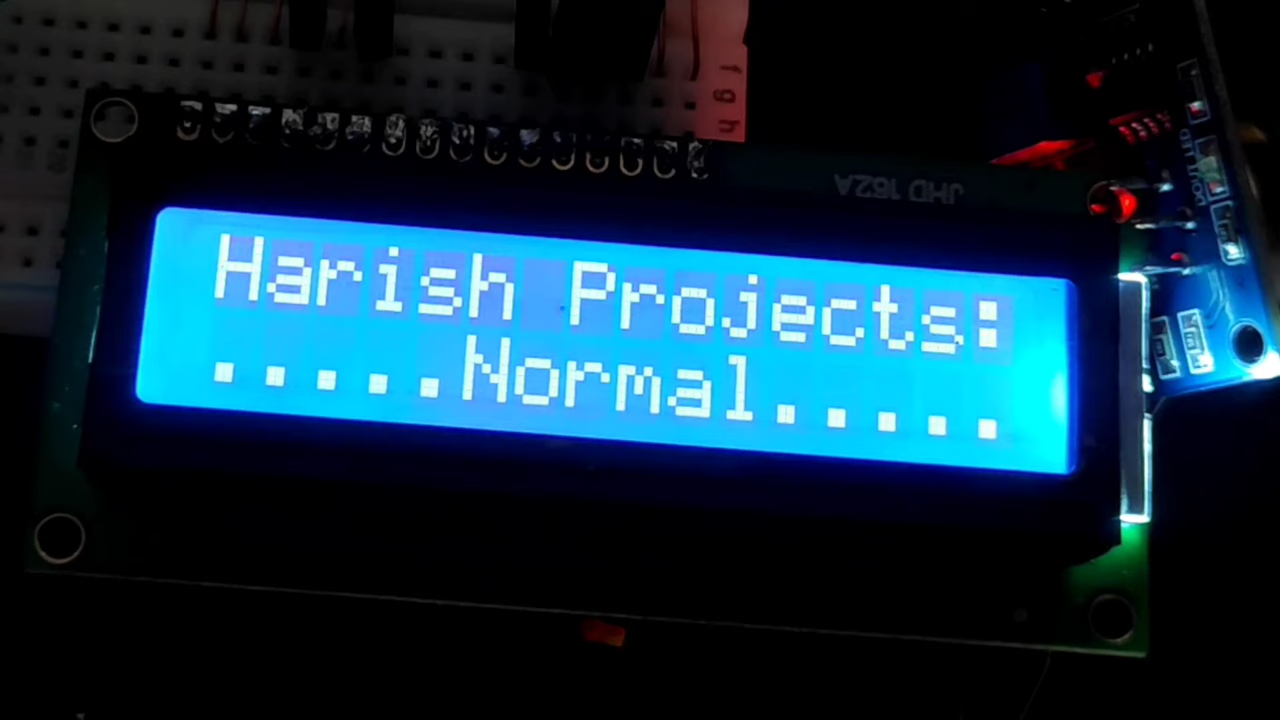 f g h
JHD 162A
Harish Projects:
.....Normal.....